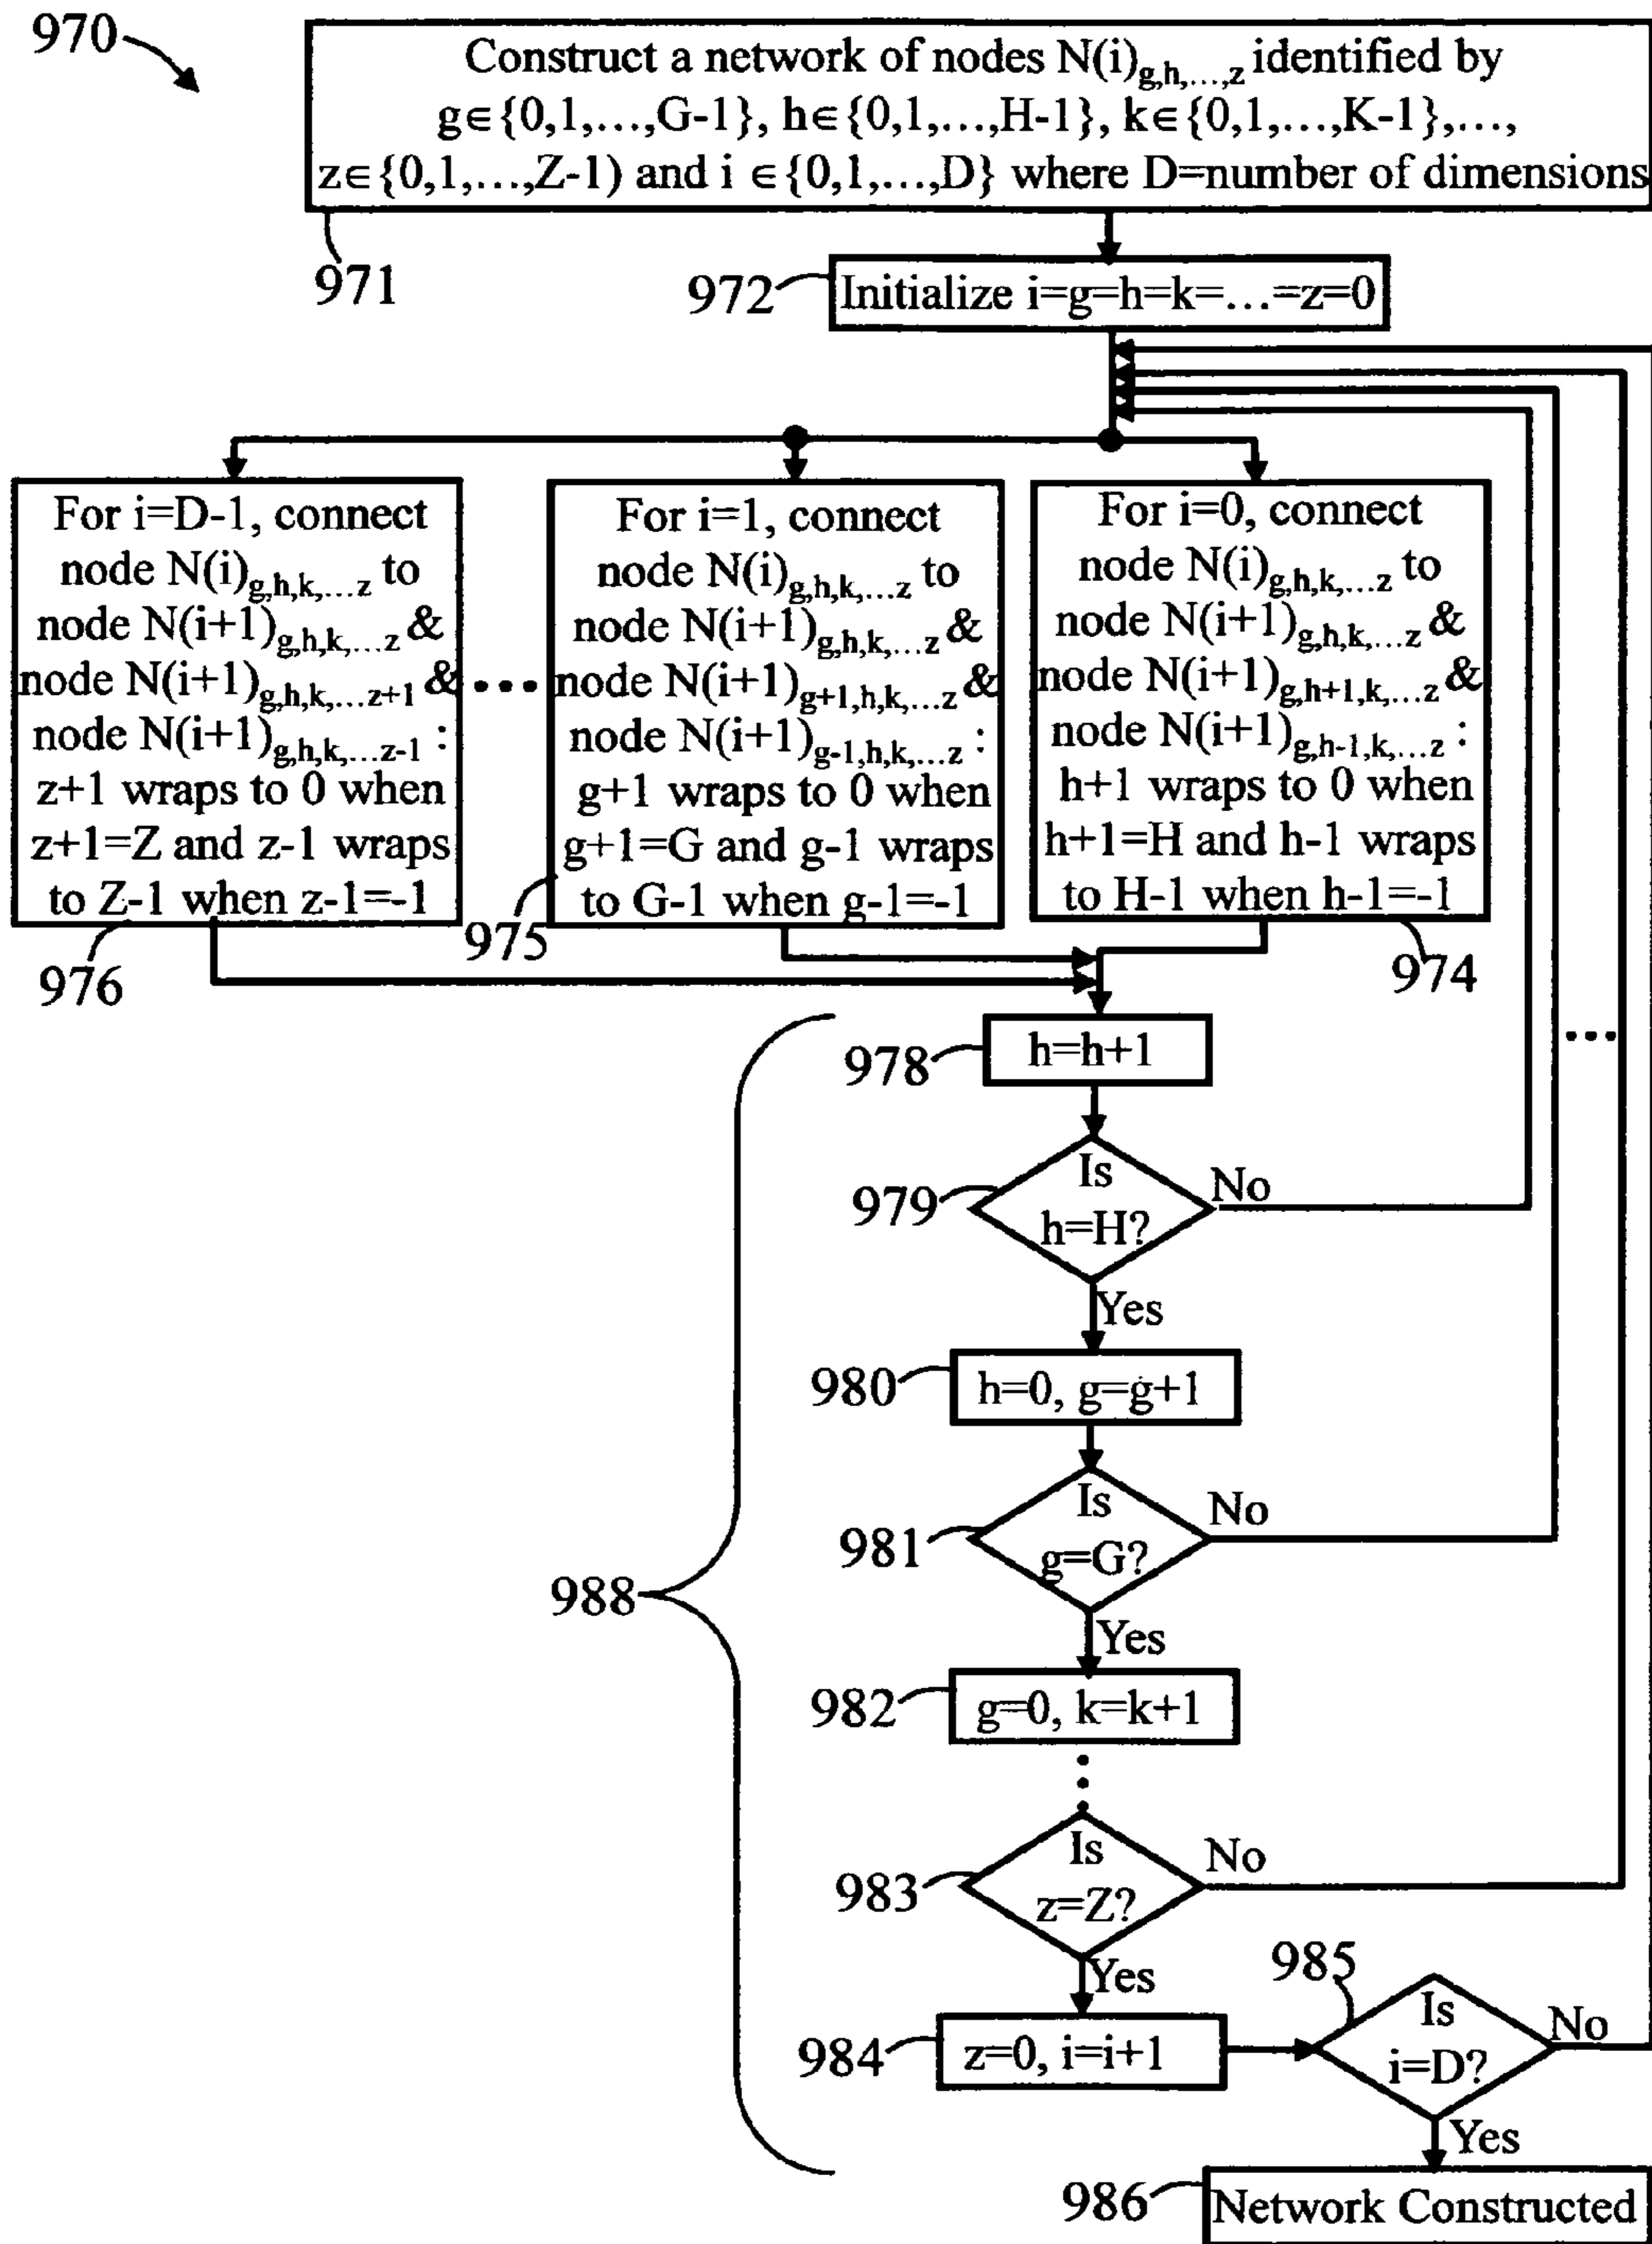 970
Construct a network of nodes N(i)g,h,...,z identified by
g∈{0,1,...,G-1}, h∈{0,1,...,H-1}, k∈{0,1,...,K-1},...,
z∈{0,1,...,Z-1) and i ∈{0,1,...,D} where D=number of dimensions
971
972
Initialize i=g=h=k=...=z=0
For i=D-1, connect
node N(i)g,h,k,...z to
node N(i+1)g,h,k,...z &
node N(i+1)g,h,k,...z+1 &
node N(i+1)g,h,k,...z-1 :
z+1 wraps to 0 when
z+1=Z and z-1 wraps
to Z-1 when z-1=-1
976
...
For i=1, connect
node N(i)g,h,k,...z to
node N(i+1)g,h,k,...z &
node N(i+1)g+1,h,k,...z &
node N(i+1)g-1,h,k,...z :
g+1 wraps to 0 when
g+1=G and g-1 wraps
to G-1 when g-1=-1
975
For i=0, connect
node N(i)g,h,k,...z to
node N(i+1)g,h,k,...z &
node N(i+1)g,h+1,k,...z &
node N(i+1)g,h-1,k,...z :
h+1 wraps to 0 when
h+1=H and h-1 wraps
to H-1 when h-1=-1
974
978
h=h+1
...
979
Is
h=H?
No
Yes
980
h=0, g=g+1
981
Is
g=G?
No
988
Yes
982
g=0, k=k+1
983
Is
z=Z?
No
Yes
984
z=0, i=i+1
985
Is
i=D?
No
Yes
986
Network Constructed